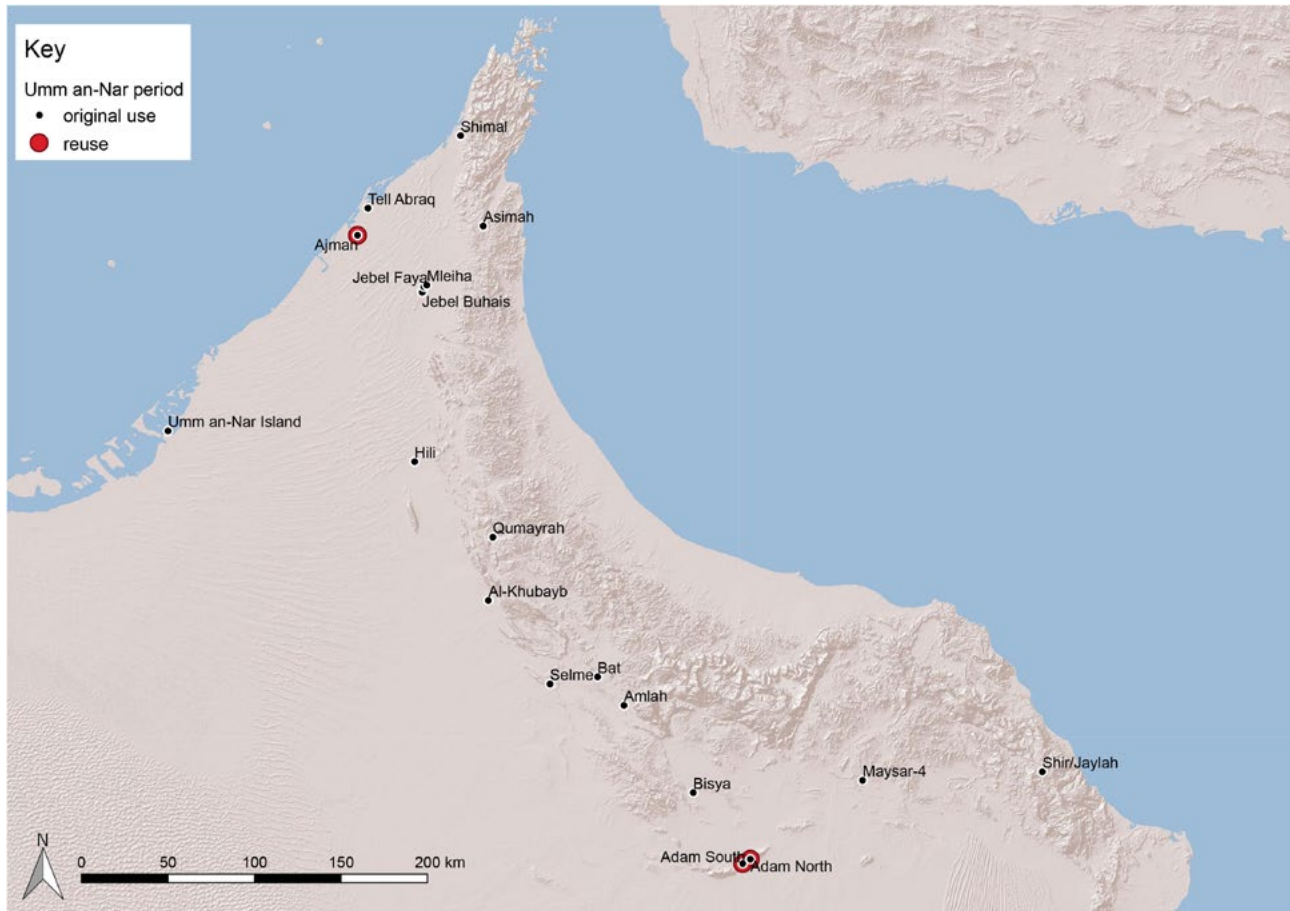 Key
Umm an-Nar period
original use
reuse
Shimal
Tell Abraq
Asimah
Ajman
Jebel Faya
Mleiha
Jebel Buhais
Umm an-Nar Island
Hili
Qumayrah
Al-Khubayb
Selme
Bat
Amlah
Shir/Jaylah
Maysar-4
Bisya
Adam South
Adam North
N
0 50 100 150 200 km